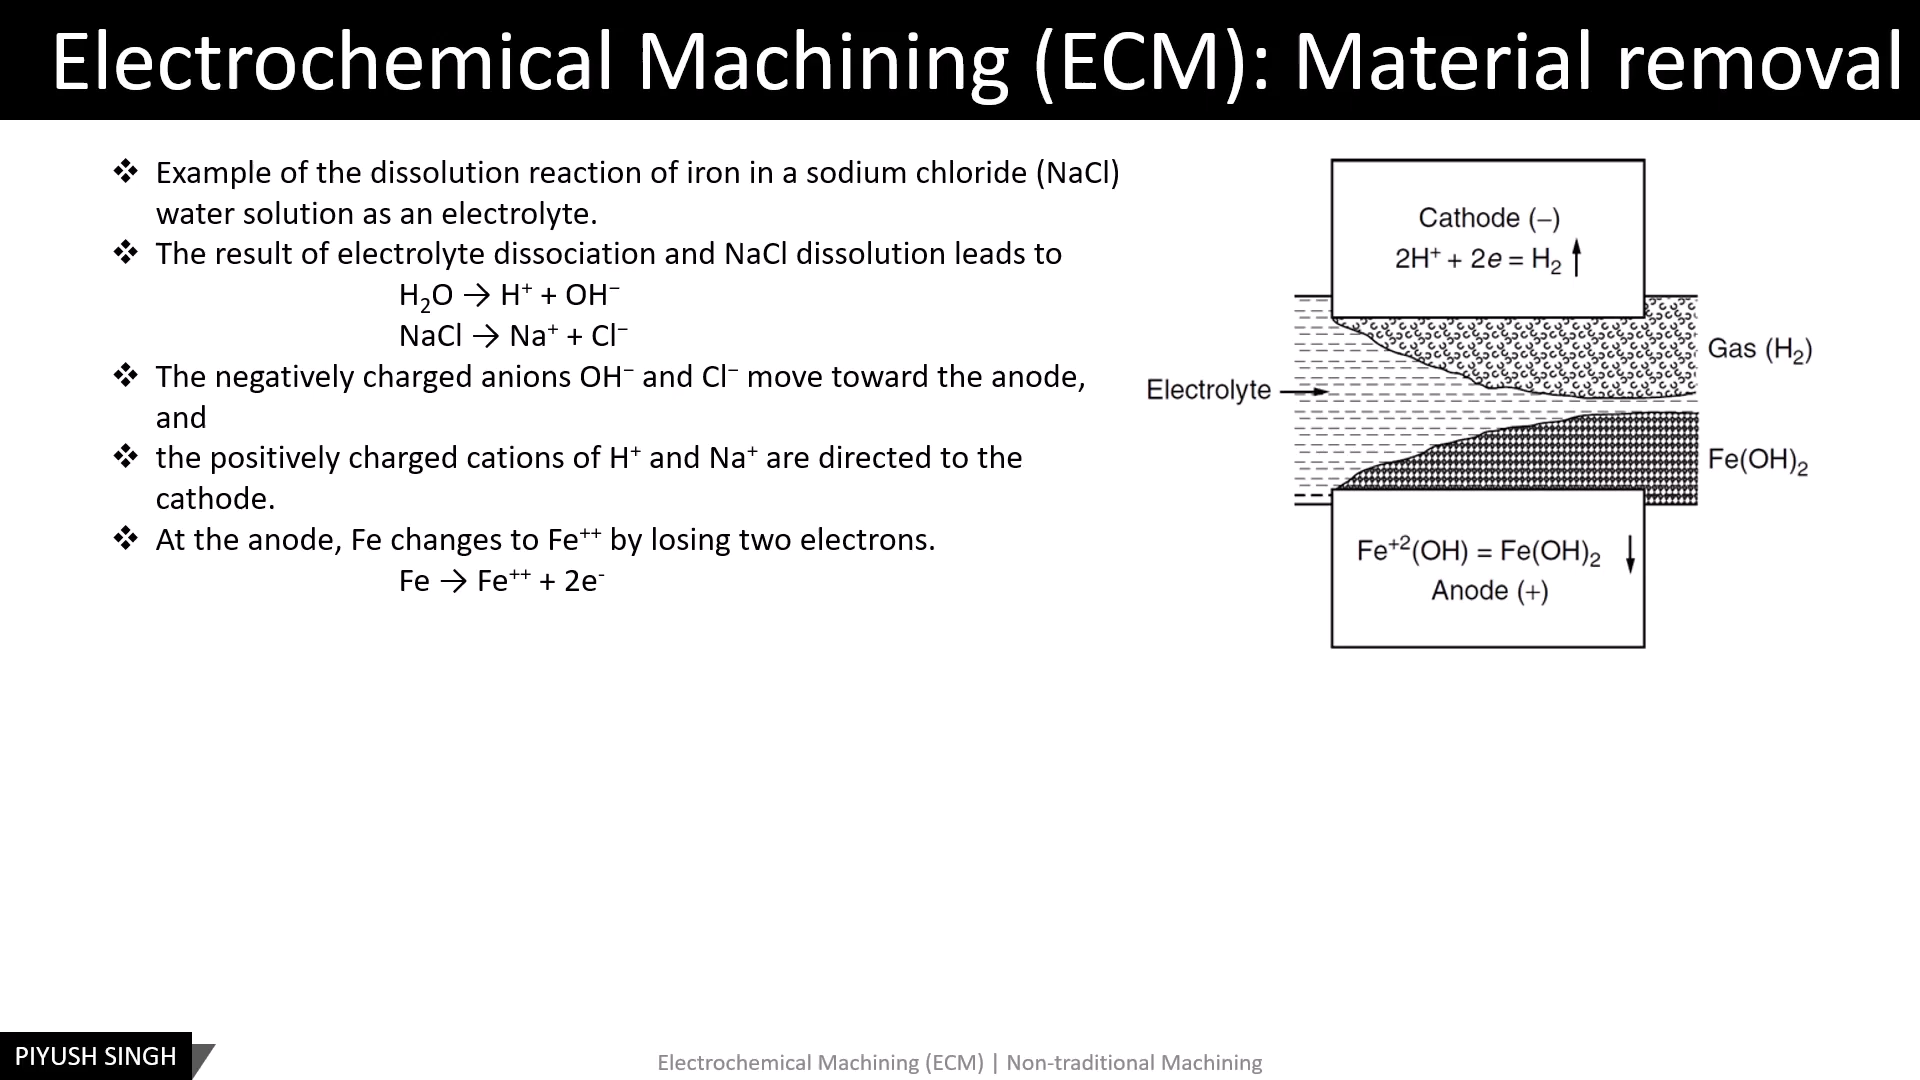 Electrochemical Machining (ECM): Material removal
❖ Example of the dissolution reaction of iron in a sodium chloride (NaCl)
water solution as an electrolyte.
❖ The result of electrolyte dissociation and NaCl dissolution leads to
H₂O → H⁺ + OH⁻
NaCl → Na⁺ + Cl⁻
❖ The negatively charged anions OH⁻ and Cl⁻ move toward the anode,
and
❖ the positively charged cations of H⁺ and Na⁺ are directed to the
cathode.
❖ At the anode, Fe changes to Fe⁺⁺ by losing two electrons.
Fe → Fe⁺⁺ + 2e⁻
Cathode (–)
2H⁺ + 2e = H₂ ↑
Gas (H₂)
Electrolyte
Fe(OH)₂
Fe⁺²(OH) = Fe(OH)₂ ↓
Anode (+)
PIYUSH SINGH
Electrochemical Machining (ECM) | Non-traditional Machining